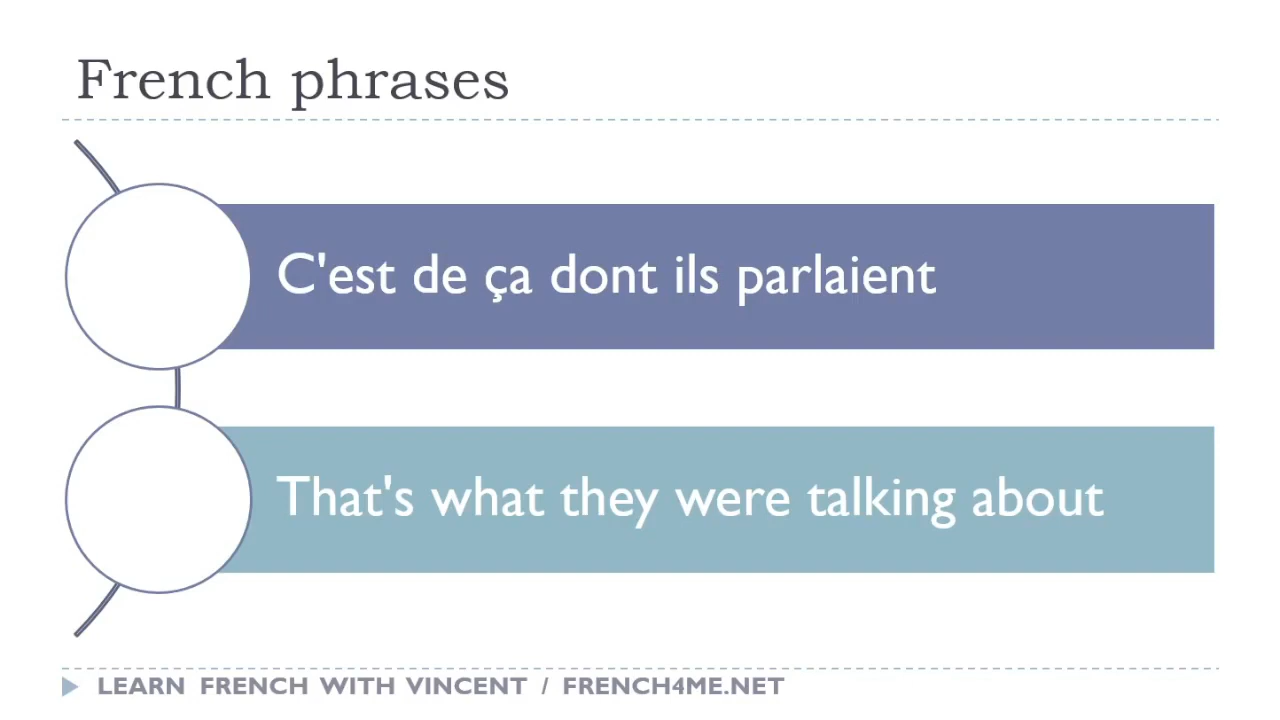 French phrases
C'est de ça dont ils parlaient
That's what they were talking about
LEARN FRENCH WITH VINCENT / FRENCH4ME.NET